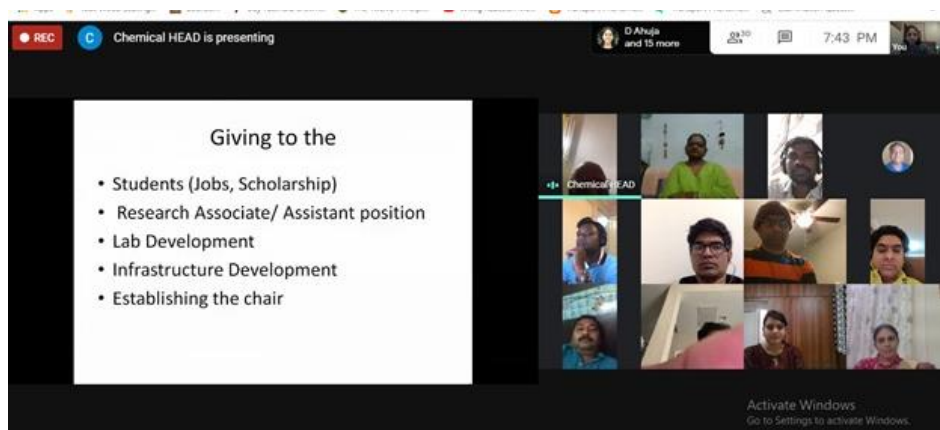 REC
C
Chemical HEAD is presenting
D Ahuja
and 15 more
30
7:43 PM
You
Giving to the
• Students (Jobs, Scholarship)
• Research Associate/ Assistant position
• Lab Development
• Infrastructure Development
• Establishing the chair
Chemical HEAD
Activate Windows
Go to Settings to activate Windows.